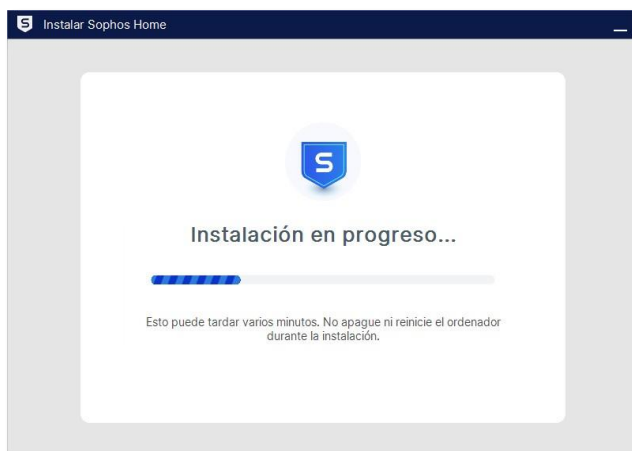 S Instalar Sophos Home
S
Instalación en progreso...
Esto puede tardar varios minutos. No apague ni reinicie el ordenador
durante la instalación.